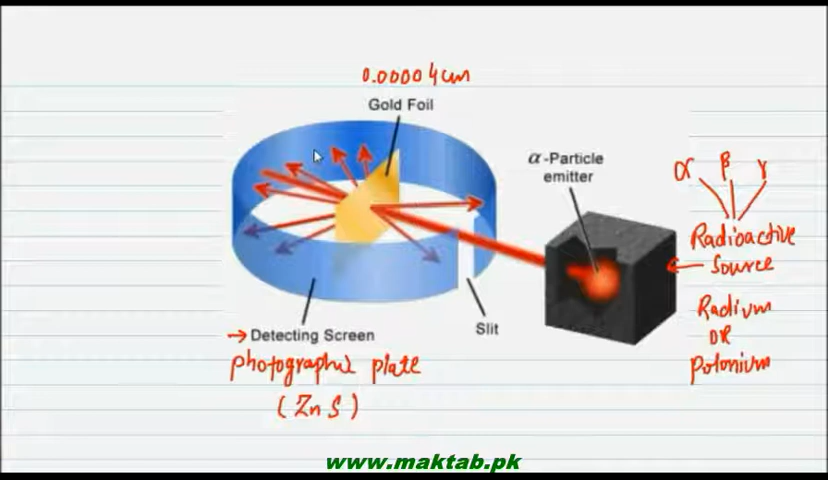 0.00004cm
Gold Foil
α-Particle
emitter
α β γ
Radioactive
Source
Radium
OR
polonium
Slit
Detecting Screen
photographic plate
(ZnS)
www.maktab.pk